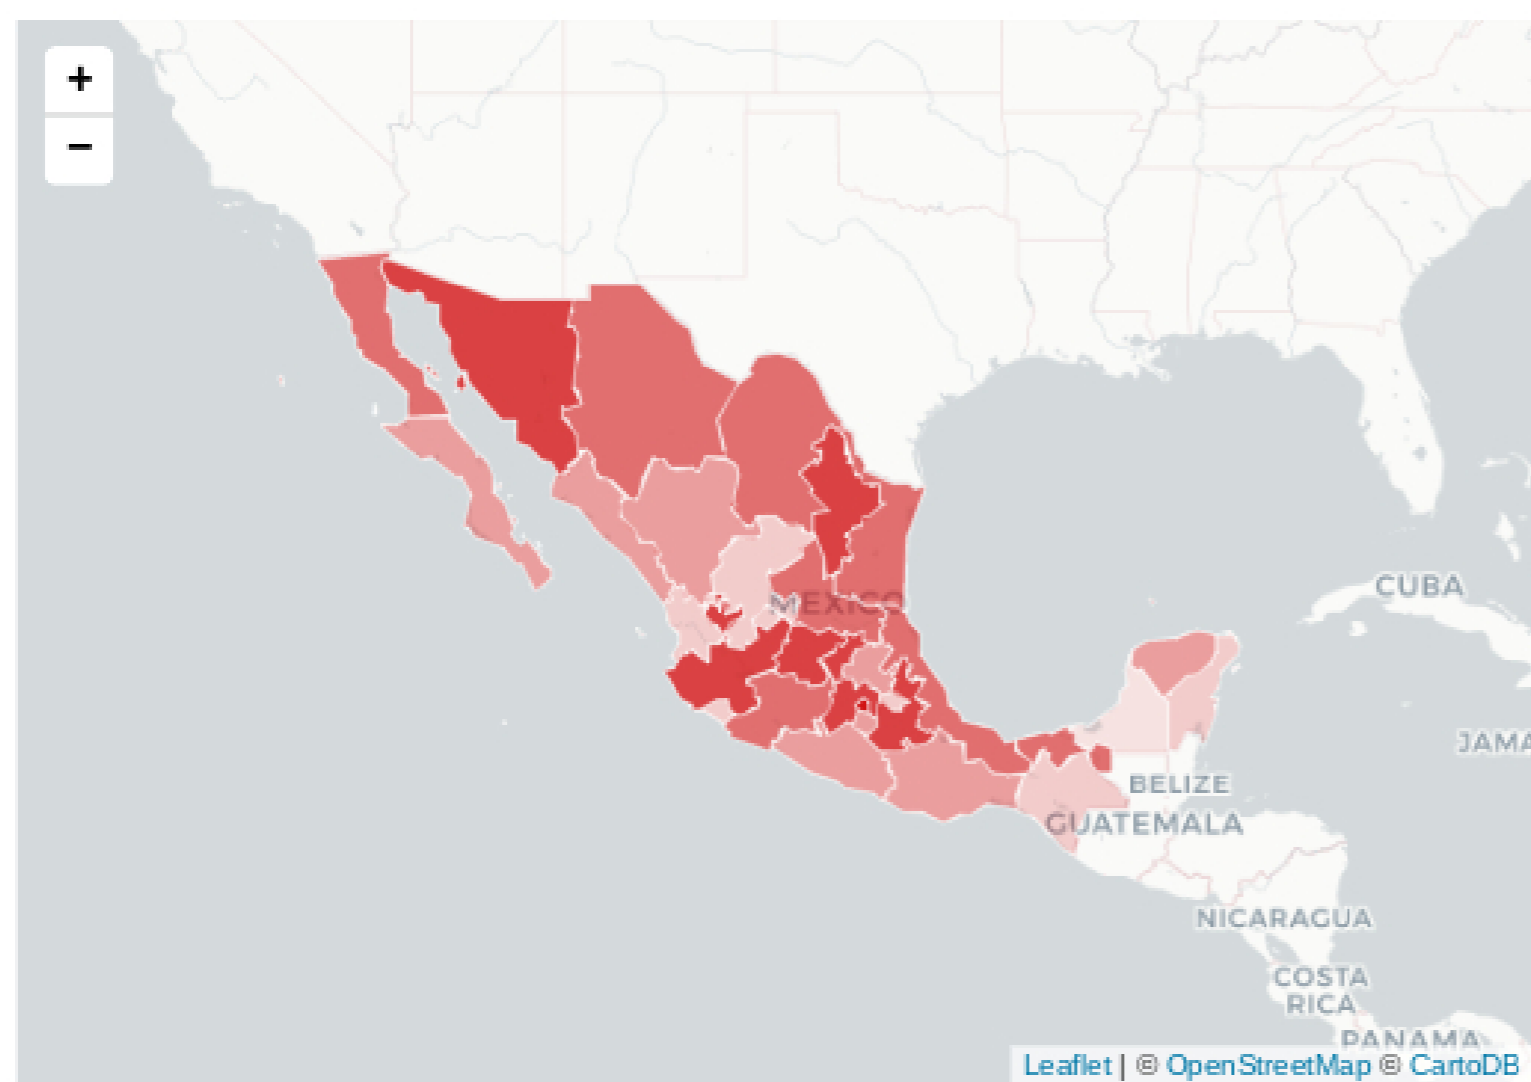 +
−
MEXICO
CUBA
JAMA
BELIZE
GUATEMALA
NICARAGUA
COSTA
RICA
PANAMA
Leaflet | © OpenStreetMap © CartoDB